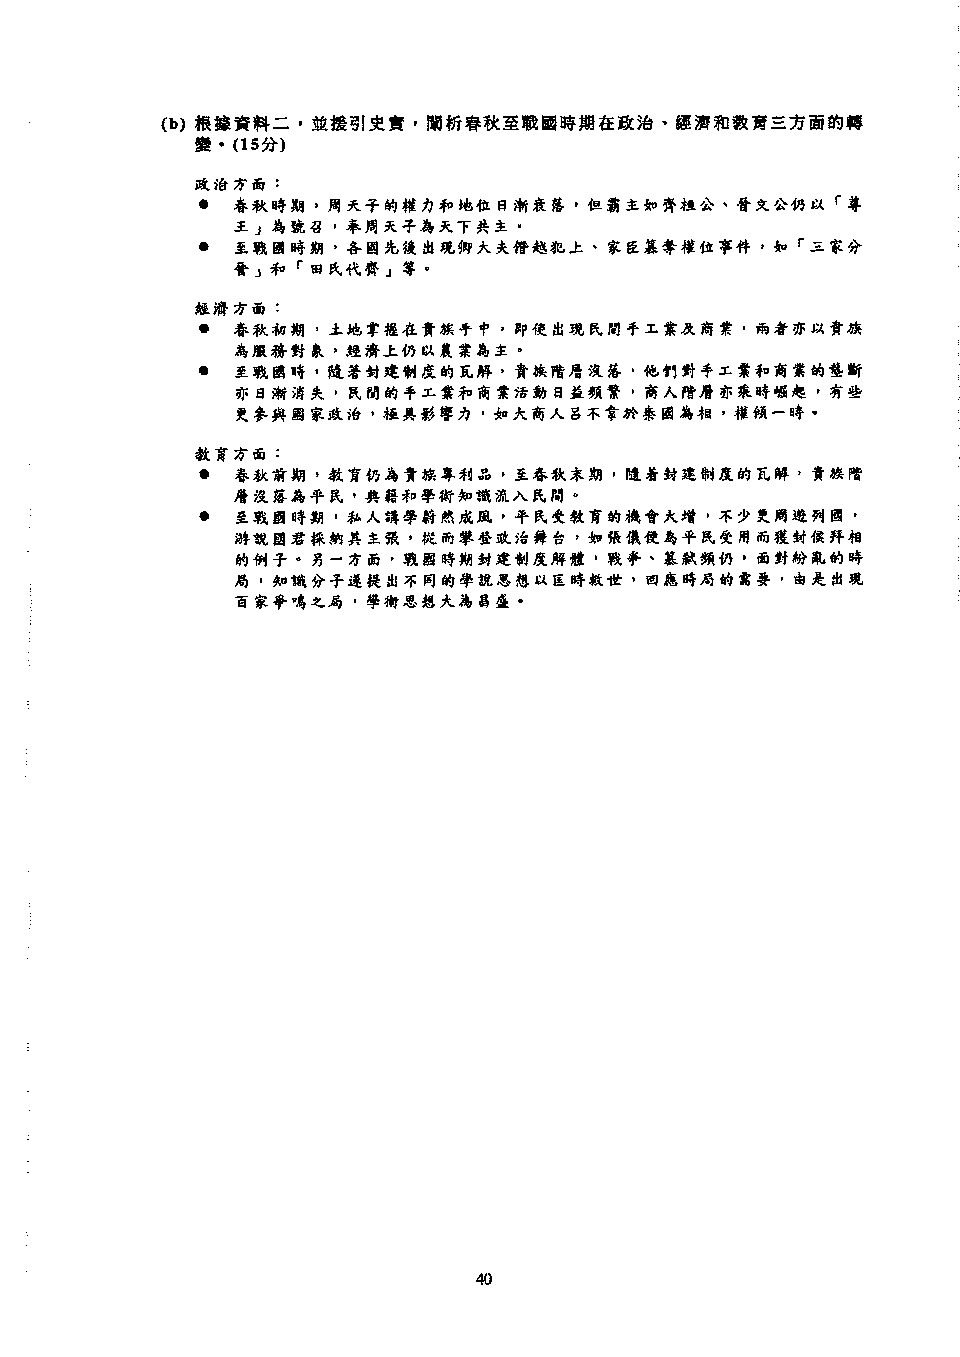 (b) 根據資料二，並援引史實，闡析春秋至戰國時期在政治、經濟和教育三方面的轉
變。(15分)
政治方面：
● 春秋時期，周天子的權力和地位日漸衰落，但霸主如齊桓公、晉文公仍以「尊
王」為號召，奉周天子為天下共主。
● 至戰國時期，各國先後出現卿大夫僭越犯上、家臣篡奪權位事件，如「三家分
晉」和「田氏代齊」等。
經濟方面：
● 春秋初期，土地掌握在貴族手中，即使出現民間手工業及商業，兩者亦以貴族
為服務對象，經濟上仍以農業為主。
● 至戰國時，隨著封建制度的瓦解，貴族階層沒落，他們對手工業和商業的壟斷
亦日漸消失，民間的手工業和商業活動日益頻繁，商人階層亦乘時崛起，有些
更參與國家政治，極具影響力，如大商人呂不韋於秦國為相，權傾一時。
教育方面：
● 春秋前期，教育仍為貴族專利品，至春秋末期，隨著封建制度的瓦解，貴族階
層沒落為平民，典籍和學術知識流入民間。
● 至戰國時期，私人講學蔚然成風，平民受教育的機會大增，不少更周遊列國，
游說國君採納其主張，從而攀登政治舞台，如張儀便為平民受用而獲封侯拜相
的例子。另一方面，戰國時期封建制度解體，戰爭、篡弒頻仍，面對紛亂的時
局，知識分子遂提出不同的學說思想以匡時救世，回應時局的需要，由是出現
百家爭鳴之局，學術思想大為昌盛。
40